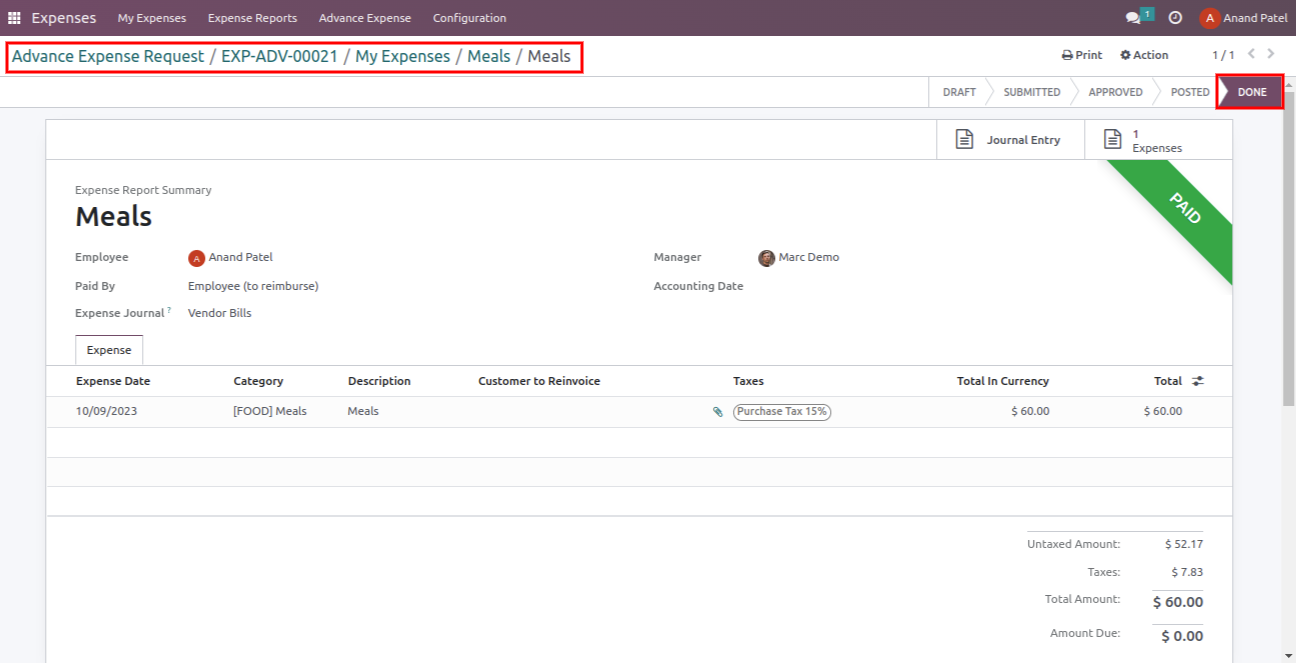 Expenses My Expenses Expense Reports Advance Expense Configuration 1 A Anand Patel
Advance Expense Request / EXP-ADV-00021 / My Expenses / Meals / Meals Print Action 1 / 1
DRAFT SUBMITTED APPROVED POSTED DONE
Journal Entry 1 Expenses
PAID
Expense Report Summary
Meals
Employee A Anand Patel Manager Marc Demo
Paid By Employee (to reimburse) Accounting Date
Expense Journal ? Vendor Bills
Expense
Expense Date Category Description Customer to Reinvoice Taxes Total In Currency Total
10/09/2023 [FOOD] Meals Meals Purchase Tax 15% $ 60.00 $ 60.00
Untaxed Amount: $ 52.17
Taxes: $ 7.83
Total Amount: $ 60.00
Amount Due: $ 0.00